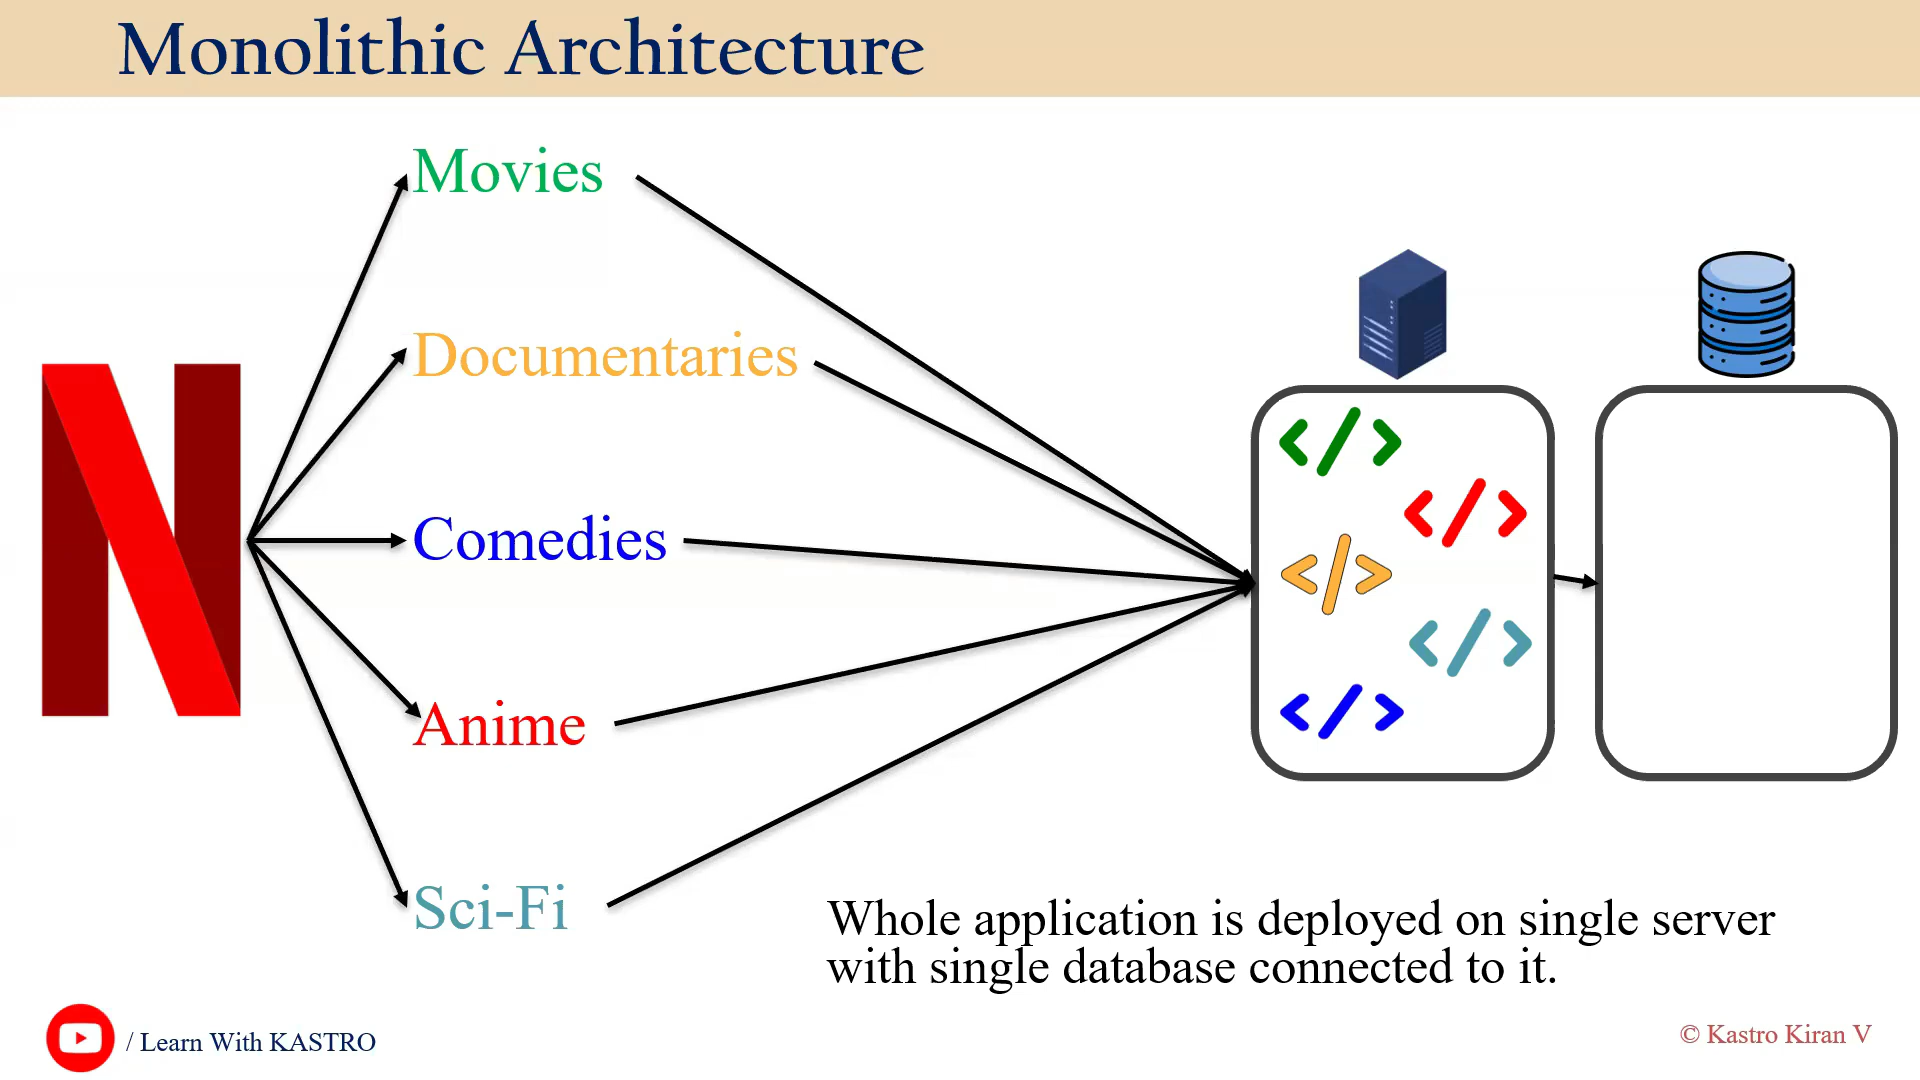 Monolithic Architecture
Movies
Documentaries
Comedies
Anime
Sci-Fi
</>
</>
</>
</>
</>
Whole application is deployed on single server
with single database connected to it.
/ Learn With KASTRO
© Kastro Kiran V